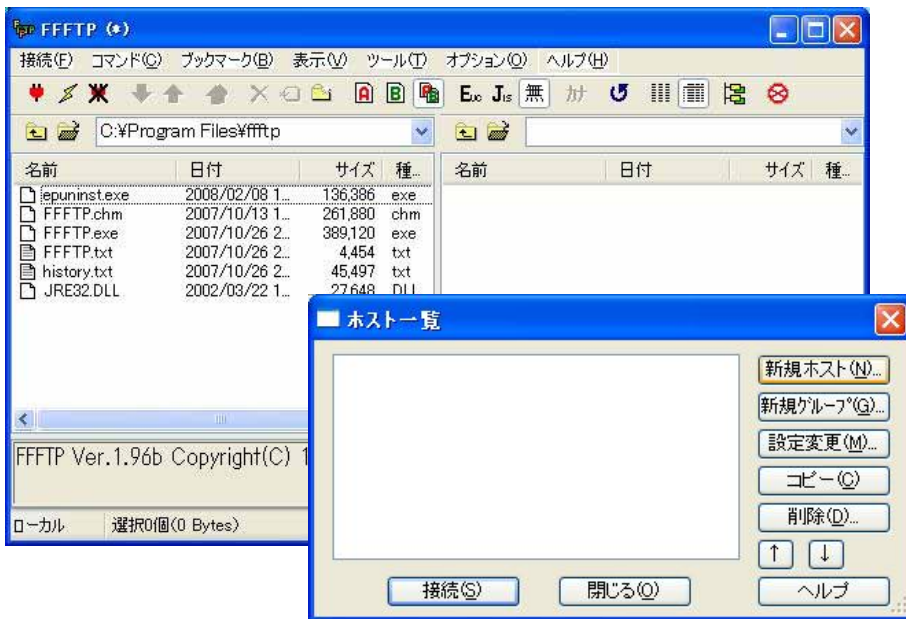 FFFTP (*)
接続(F) コマンド(C) ブックマーク(B) 表示(V) ツール(T) オプション(O) ヘルプ(H)
A B Euc Jis 無 カナ
C:¥Program Files¥ffftp
名前 日付 サイズ 種... 名前 日付 サイズ 種...
epuninst.exe 2008/02/08 1... 136,386 exe
FFFTP.chm 2007/10/13 1... 261,880 chm
FFFTP.exe 2007/10/26 2... 389,120 exe
FFFTP.txt 2007/10/26 2... 4,454 txt
history.txt 2007/10/26 2... 45,497 txt
JRE32.DLL 2002/03/22 1... 27,648 DLL
FFFTP Ver.1.96b Copyright(C) 1
ローカル 選択0個(0 Bytes)
ホスト一覧
新規ホスト(N)...
新規グループ(G)...
設定変更(M)...
コピー(C)
削除(D)...
↑ ↓
接続(S) 閉じる(O) ヘルプ